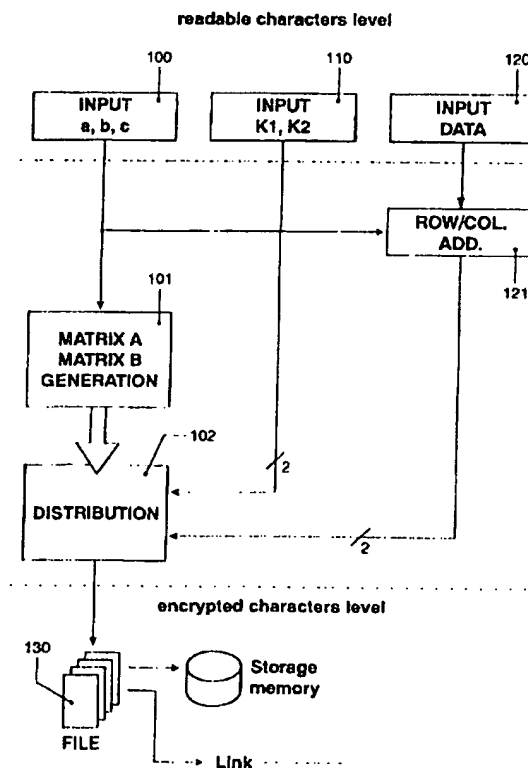 readable characters level
100
110
120
INPUT
a, b, c
INPUT
K1, K2
INPUT
DATA
ROW/COL.
ADD.
121
101
MATRIX A
MATRIX B
GENERATION
102
2
DISTRIBUTION
2
encrypted characters level
130
Storage
memory
FILE
Link